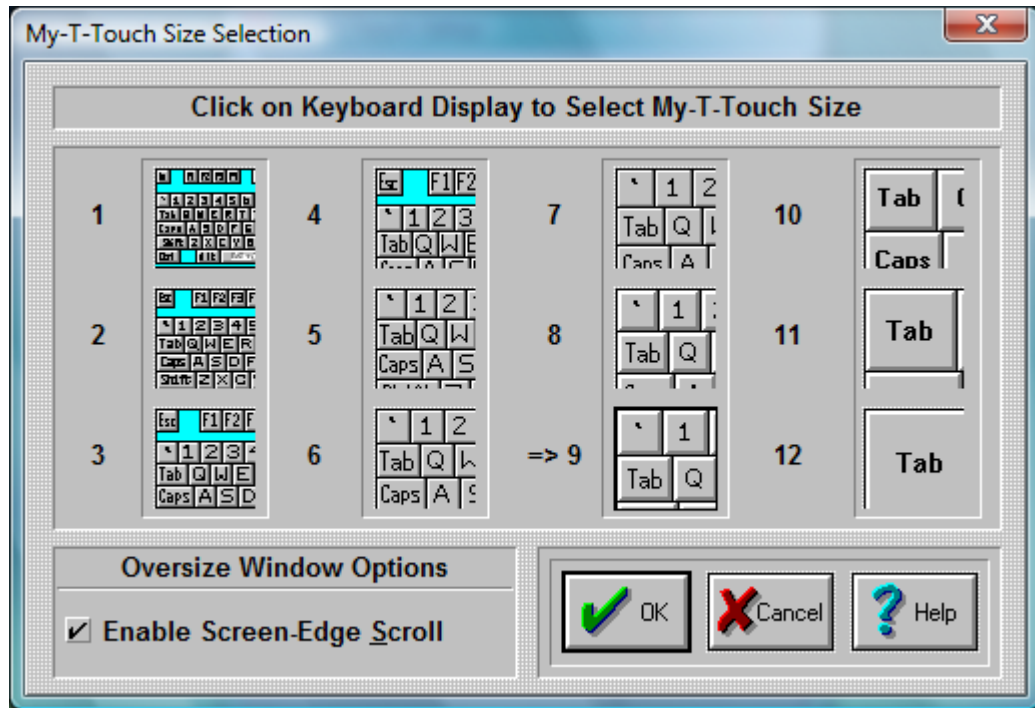 My-T-Touch Size Selection
Click on Keyboard Display to Select My-T-Touch Size
1
4
7
10
Esc F1 F2
` 1 2 3
Tab Q W E
` 1 2
Tab Q
Caps A
Tab
Caps
2
5
8
11
Esc F1 F2 F3 F
` 1 2 3 4 5
Tab Q W E R
Caps A S D F
Shift Z X C
` 1 2
Tab Q W
Caps A S
` 1
Tab Q
Tab
3
6
=> 9
12
Esc F1 F2 F
` 1 2 3 4
Tab Q W E
Caps A S D
` 1 2
Tab Q
Caps A S
` 1
Tab Q
Tab
Oversize Window Options
Enable Screen-Edge Scroll
OK
Cancel
Help